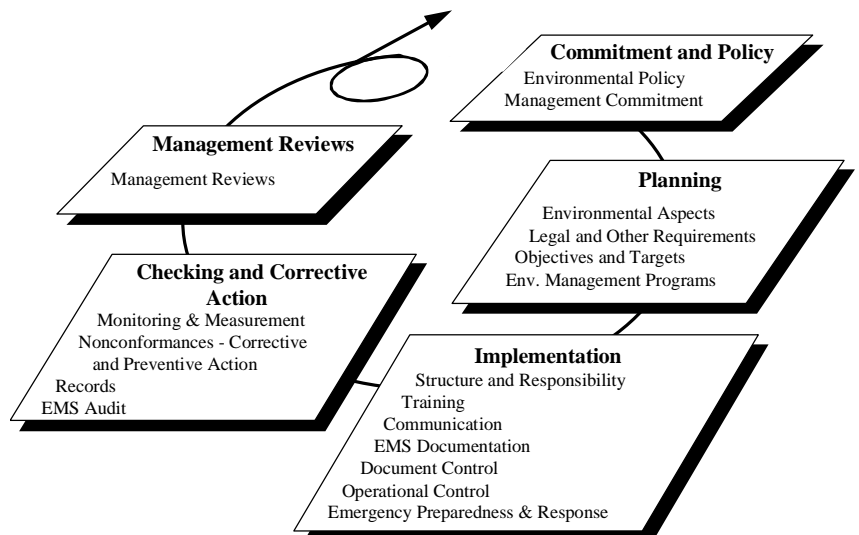 Commitment and Policy
Environmental Policy
Management Commitment
Planning
Environmental Aspects
Legal and Other Requirements
Objectives and Targets
Env. Management Programs
Implementation
Structure and Responsibility
Training
Communication
EMS Documentation
Document Control
Operational Control
Emergency Preparedness & Response
Checking and Corrective
Action
Monitoring & Measurement
Nonconformances - Corrective
and Preventive Action
Records
EMS Audit
Management Reviews
Management Reviews